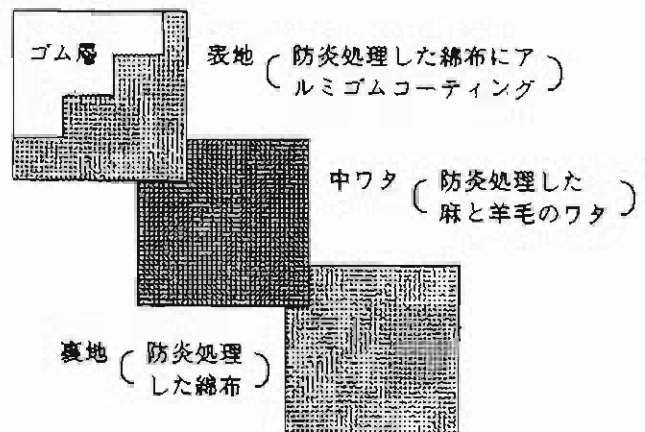 ゴム層
表地（防炎処理した綿布にア
ルミゴムコーティング）
中ワタ（防炎処理した
麻と羊毛のワタ）
裏地（防炎処理
した綿布）